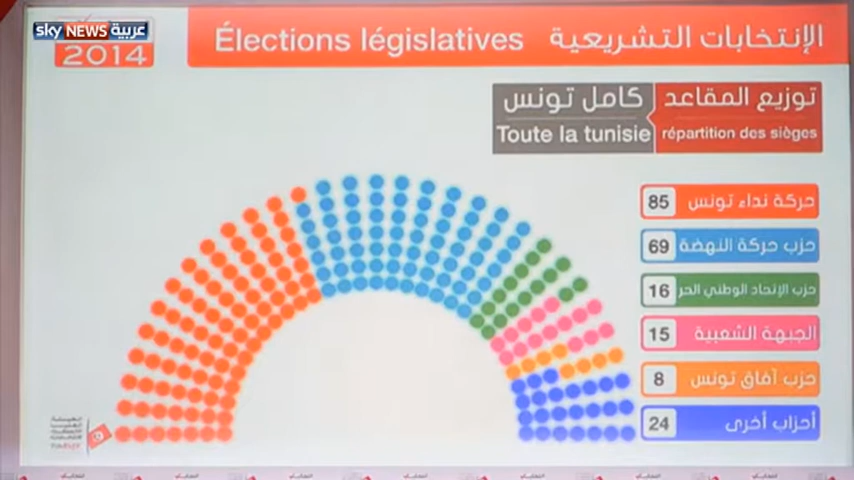 sky NEWS عربية
2014
Élections législatives الإنتخابات التشريعية
كامل تونس توزيع المقاعد
Toute la tunisie répartition des sièges
85 حركة نداء تونس
69 حزب حركة النهضة
16 حزب الإتحاد الوطني الحر
15 الجبهة الشعبية
8 حزب آفاق تونس
24 أحزاب أخرى